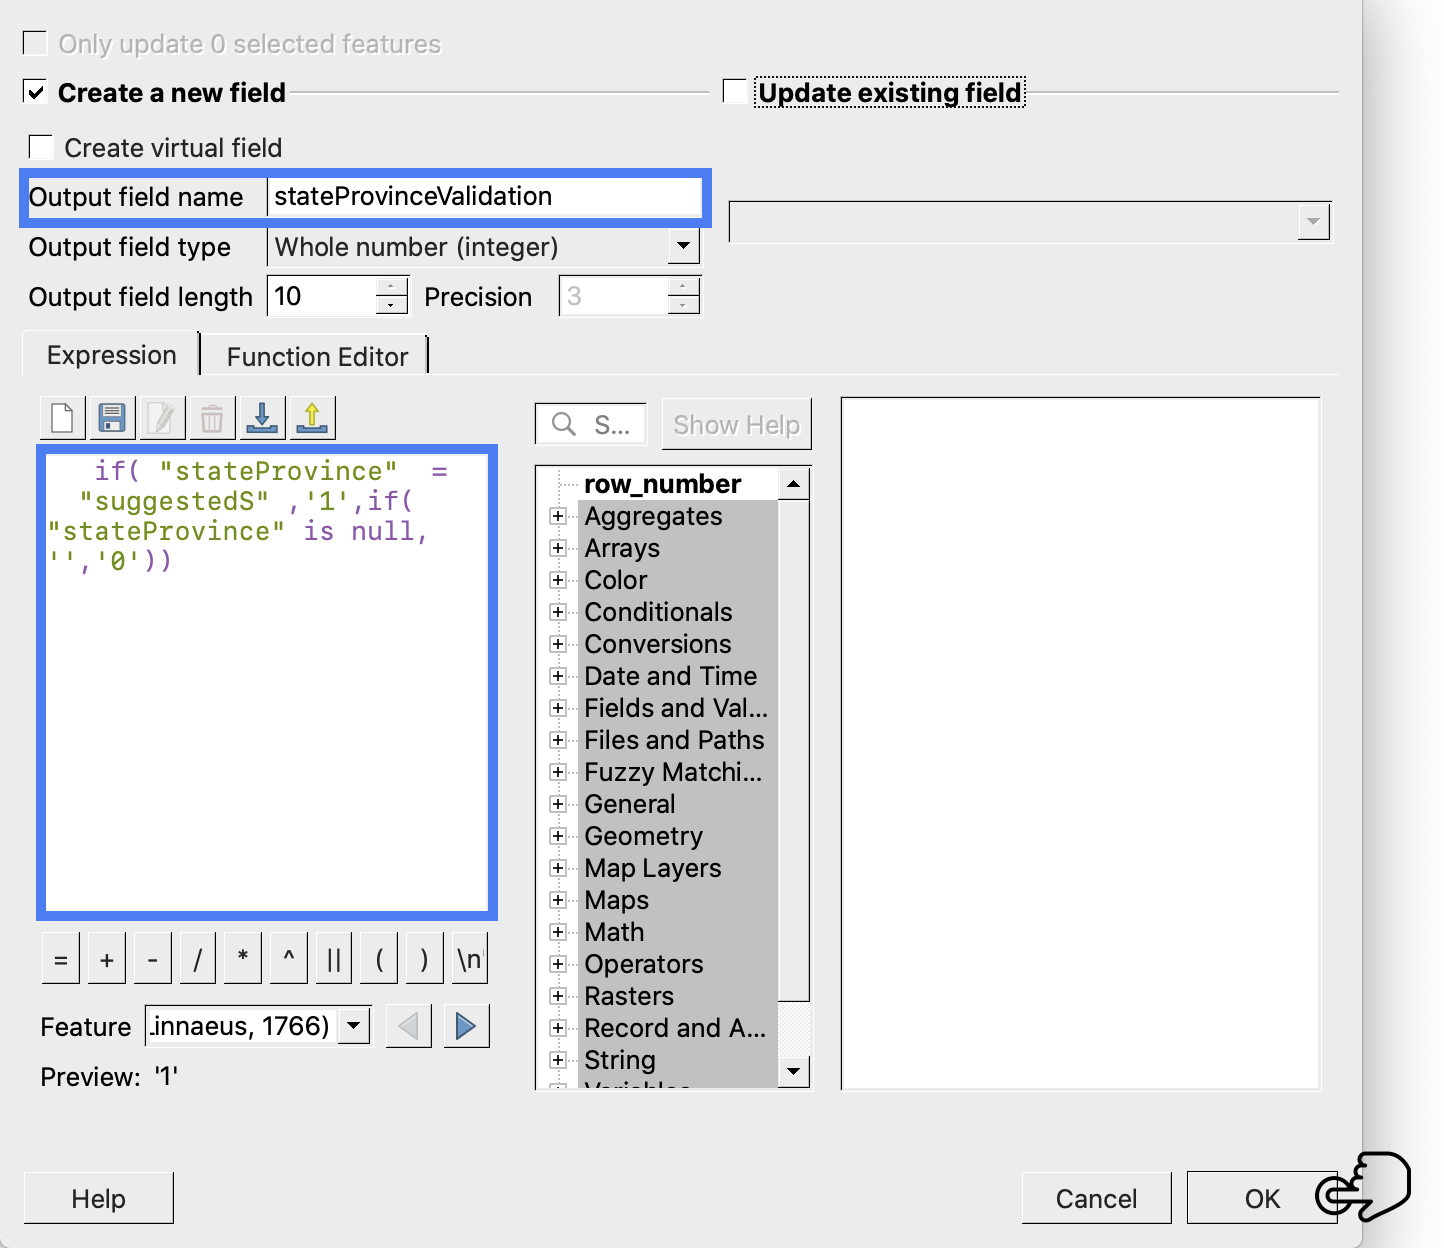 Only update 0 selected features
Create a new field
Update existing field
Create virtual field
Output field name stateProvinceValidation
Output field type Whole number (integer)
Output field length 10 Precision 3
Expression Function Editor
S... Show Help
if( "stateProvince" =
"suggestedS" ,'1',if(
"stateProvince" is null,
'','0'))
row_number
Aggregates
Arrays
Color
Conditionals
Conversions
Date and Time
Fields and Val...
Files and Paths
Fuzzy Matchi...
General
Geometry
Map Layers
Maps
Math
Operators
Rasters
Record and A...
String
Variables
= + - / * ^ || ( ) \n'
Feature .innaeus, 1766)
Preview: '1'
Help Cancel OK